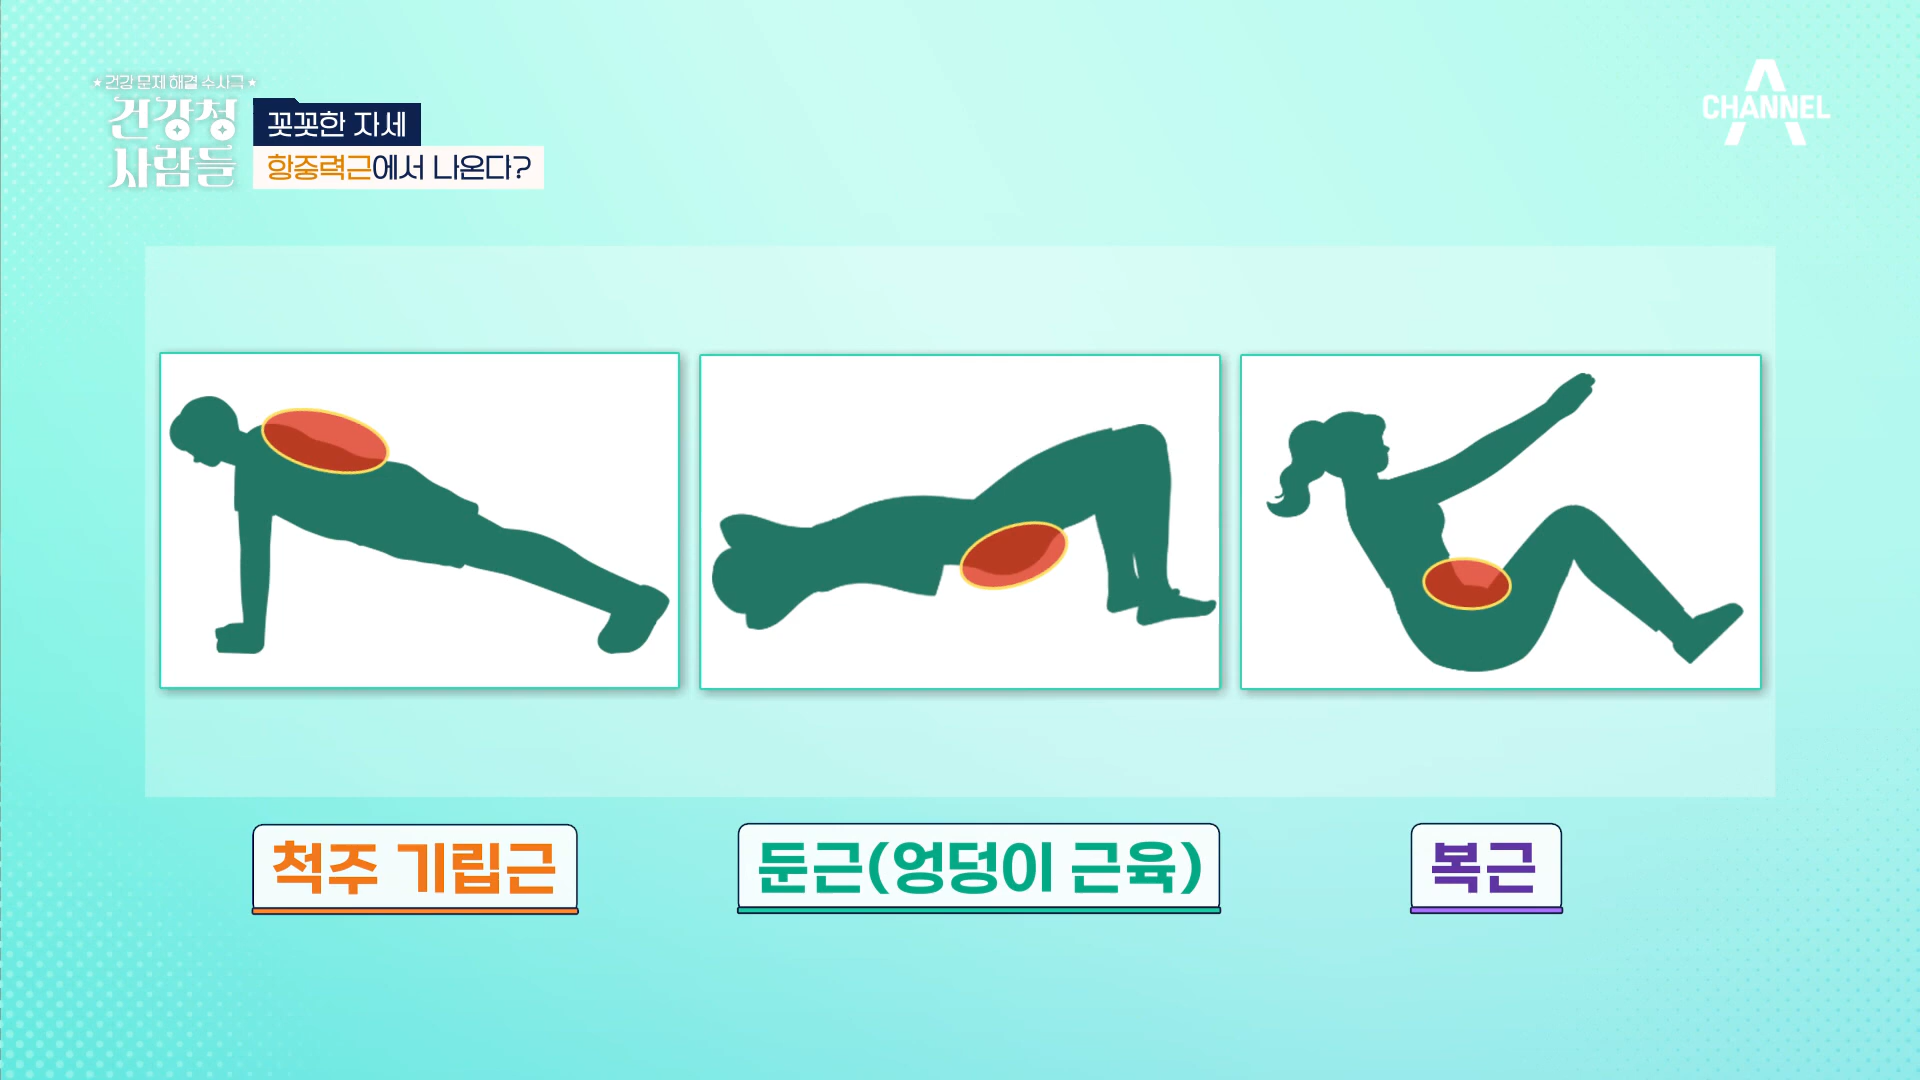 ★건강 문제 해결 수사극★
건강청
사람들
꼿꼿한 자세
항중력근에서 나온다?
CHANNEL A
척주 기립근
둔근(엉덩이 근육)
복근